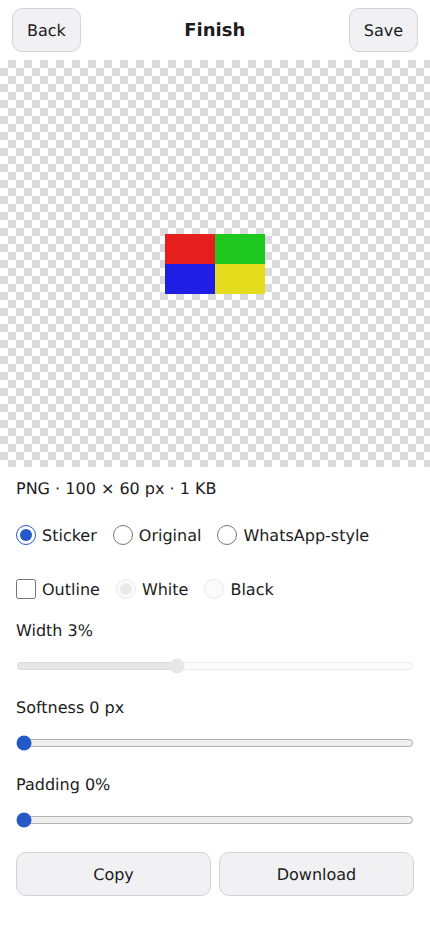 Back Finish Save
PNG · 100 × 60 px · 1 KB
Sticker Original WhatsApp-style
Outline White Black
Width 3%
Softness 0 px
Padding 0%
Copy Download